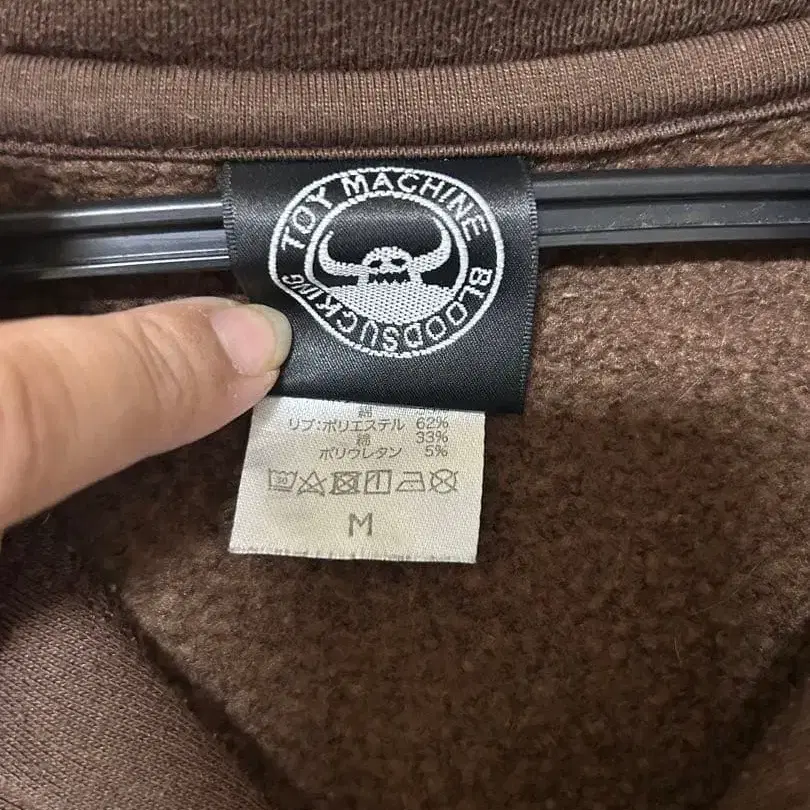 TOY MACHINE BLOODSUCKING
綿
リブ:ポリエステル 62%
綿 33%
ポリウレタン 5%
30
M